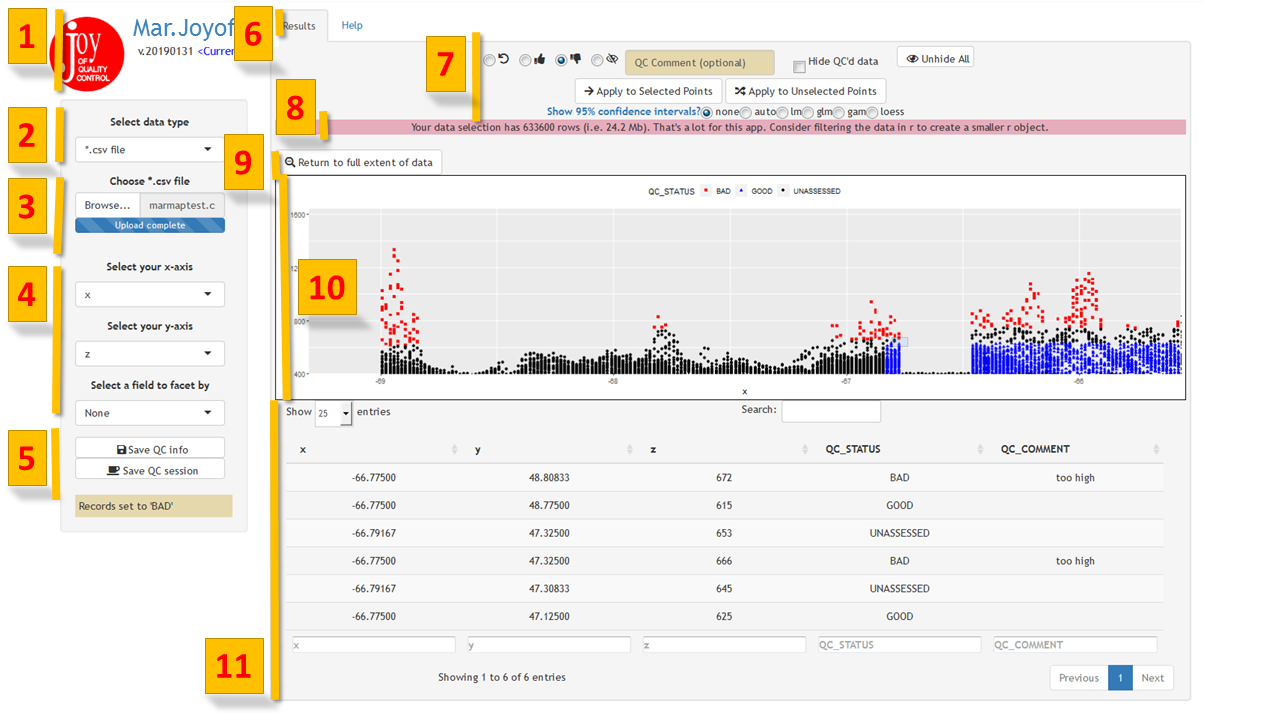 1
joy
OF
QUALITY
CONTROL
Mar.Joyof
v.20190131 <Curren
2
Select data type
*.csv file
3
Choose *.csv file
Browse... marmaptest.c
Upload complete
4
Select your x-axis
x
Select your y-axis
z
Select a field to facet by
None
5
Save QC info
Save QC session
Records set to 'BAD'
6
Results Help
7
QC Comment (optional) Hide QC'd data Unhide All
Apply to Selected Points Apply to Unselected Points
Show 95% confidence intervals? none auto lm glm gam loess
8
Your data selection has 633600 rows (i.e. 24.2 Mb). That's a lot for this app. Consider filtering the data in r to create a smaller r object.
9
Return to full extent of data
10
QC_STATUS BAD GOOD UNASSESSED
1600
800
400
-69 -68 -67 -66
x
11
Show 25 entries Search:
x y z QC_STATUS QC_COMMENT
-66.77500 48.80833 672 BAD too high
-66.77500 48.77500 615 GOOD
-66.79167 47.32500 653 UNASSESSED
-66.77500 47.32500 666 BAD too high
-66.79167 47.30833 645 UNASSESSED
-66.77500 47.12500 625 GOOD
x y z QC_STATUS QC_COMMENT
Showing 1 to 6 of 6 entries Previous 1 Next